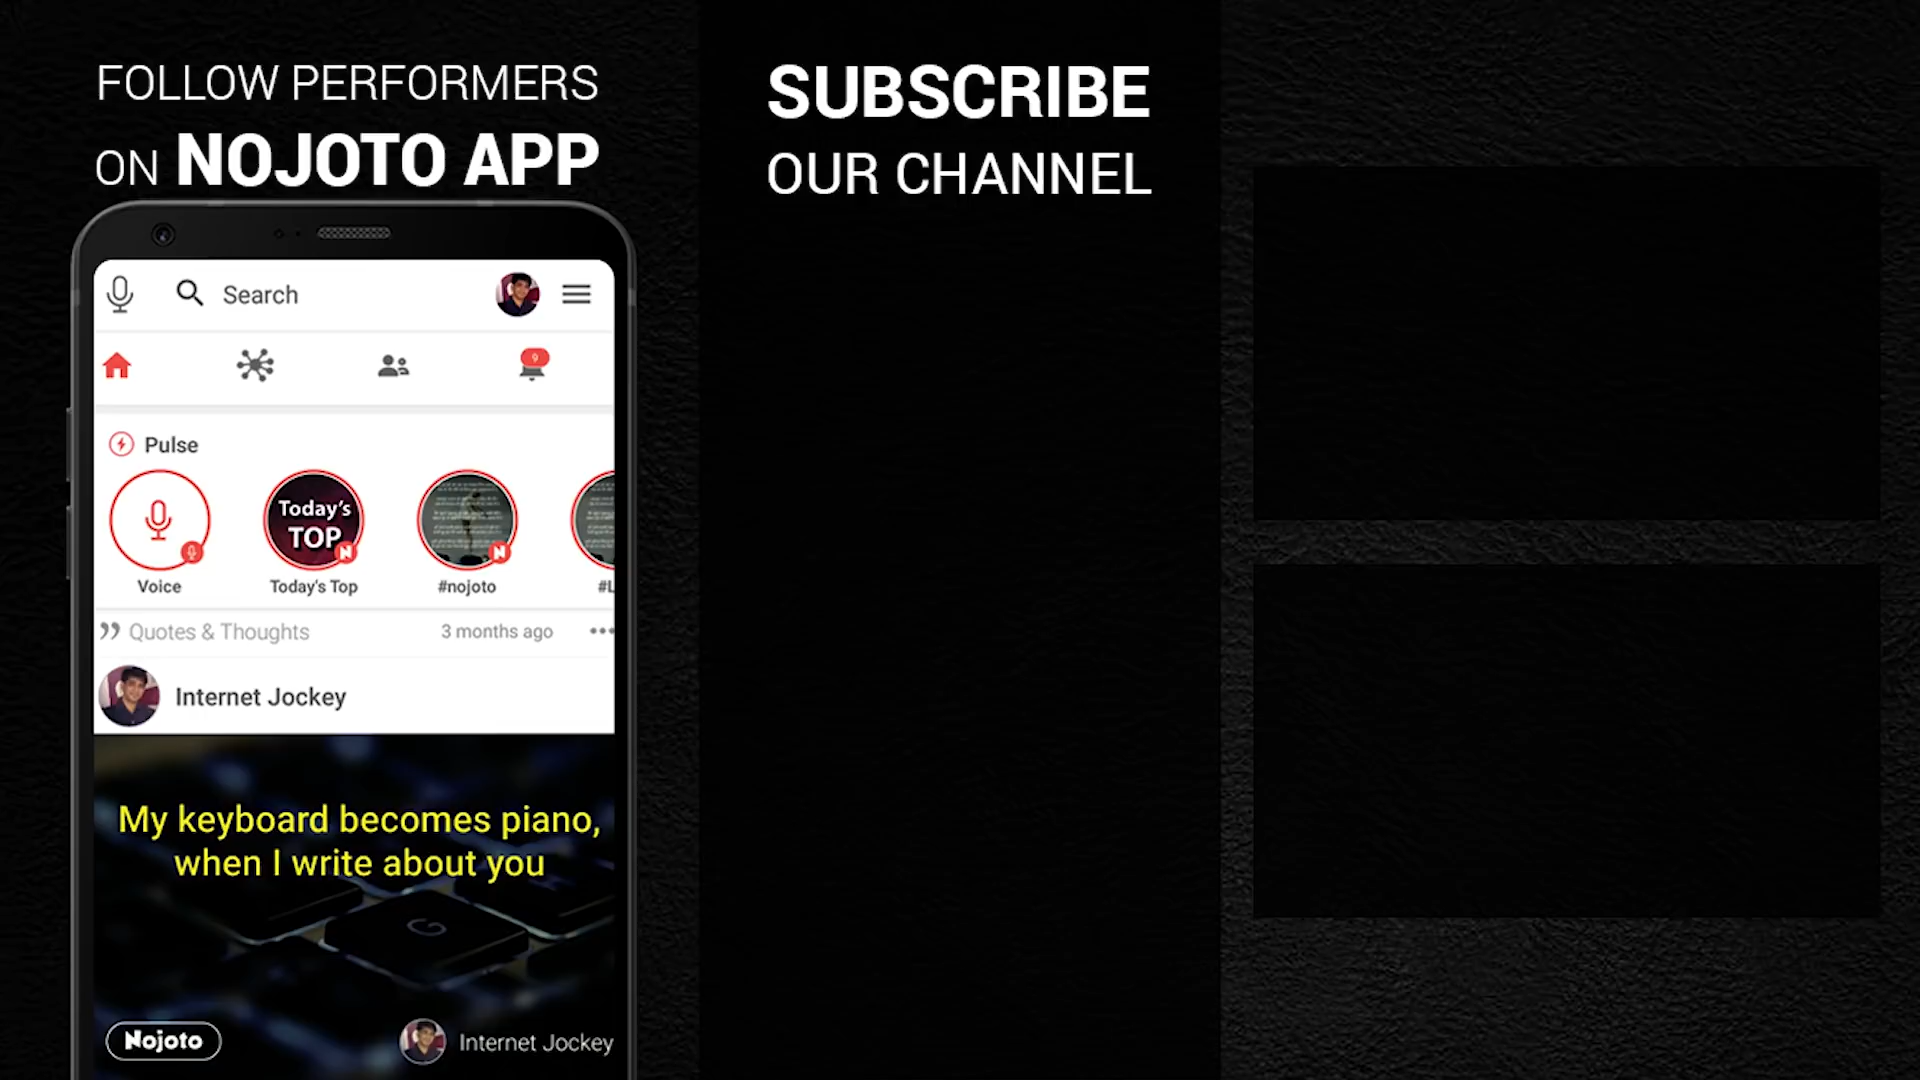 FOLLOW PERFORMERS
ON NOJOTO APP
SUBSCRIBE
OUR CHANNEL
Search
9
Pulse
Today's
TOP
Voice
Today's Top
#nojoto
#L
Quotes & Thoughts
3 months ago
Internet Jockey
My keyboard becomes piano,
when I write about you
G
Nojoto
Internet Jockey